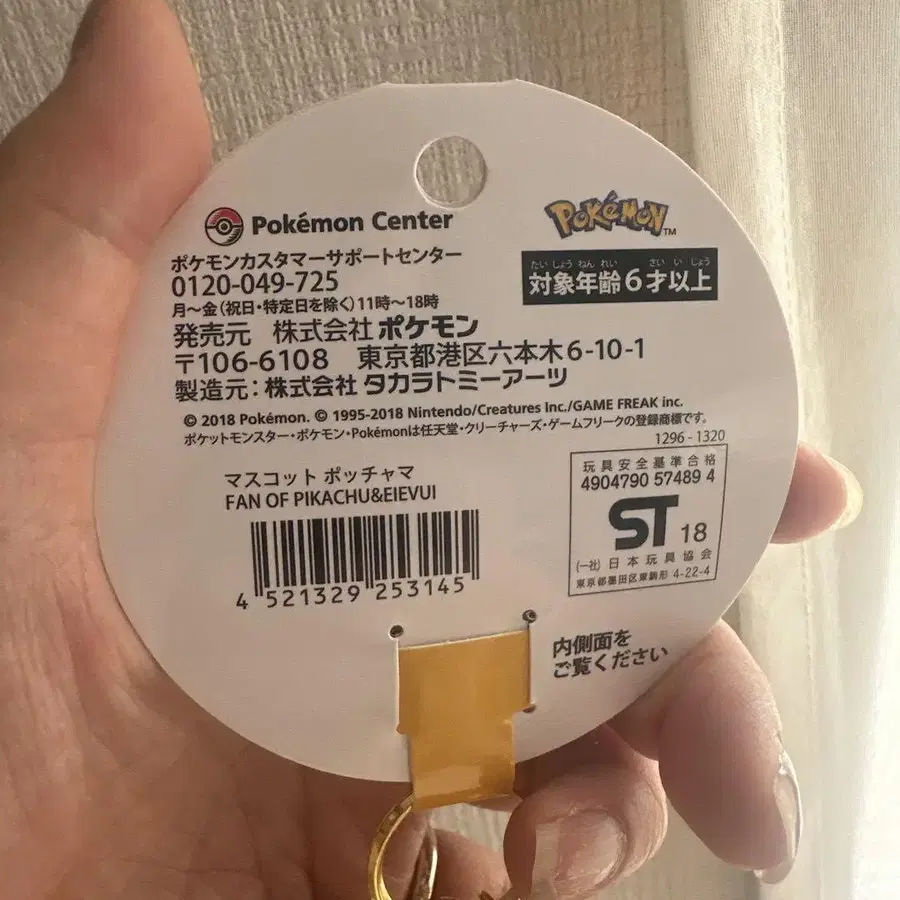 Pokémon Center
ポケモンカスタマーサポートセンター
0120-049-725
月～金(祝日・特定日を除く)11時～18時
POKÉMON TM
たい しょう ねん れい さい い じょう
対象年齢6才以上
発売元 株式会社 ポケモン
〒106-6108 東京都港区六本木6-10-1
製造元：株式会社 タカラトミーアーツ
© 2018 Pokémon. © 1995-2018 Nintendo/Creatures Inc./GAME FREAK inc.
ポケットモンスター・ポケモン・Pokémonは任天堂・クリーチャーズ・ゲームフリークの登録商標です。
1296 - 1320
マスコット ポッチャマ
FAN OF PIKACHU&EIEVUI
4 521329 253145
玩具安全基準合格
4904790 57489 4
ST 18
(一社) 日本玩具協会
東京都墨田区東駒形 4-22-4
内側面を
ご覧ください